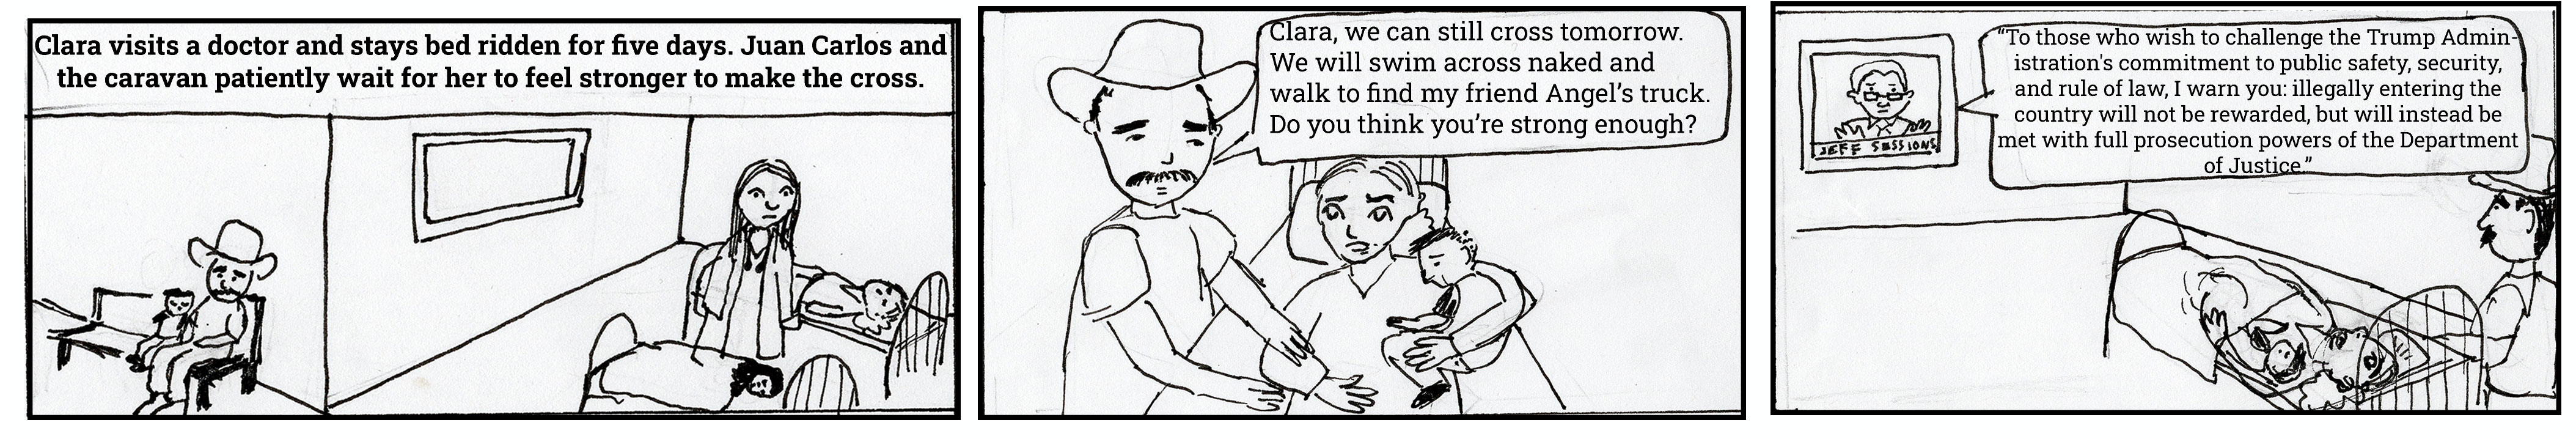 Clara visits a doctor and stays bed ridden for five days. Juan Carlos and
the caravan patiently wait for her to feel stronger to make the cross.
Clara, we can still cross tomorrow.
We will swim across naked and
walk to find my friend Angel’s truck.
Do you think you’re strong enough?
“To those who wish to challenge the Trump Admin-
istration's commitment to public safety, security,
and rule of law, I warn you: illegally entering the
country will not be rewarded, but will instead be
met with full prosecution powers of the Department
of Justice”
JEFF SESSIONS